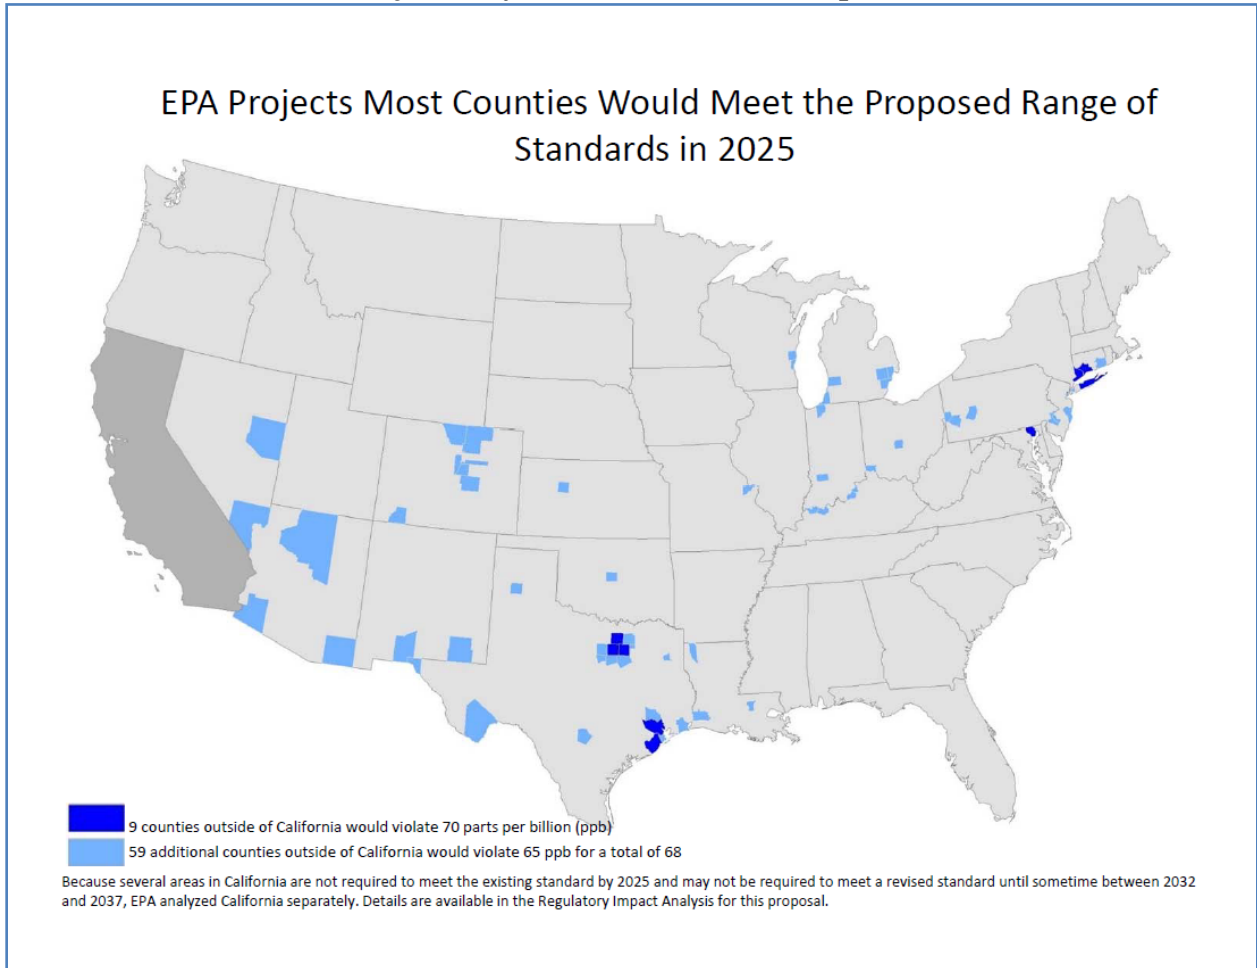 EPA Projects Most Counties Would Meet the Proposed Range of
Standards in 2025
9 counties outside of California would violate 70 parts per billion (ppb)
59 additional counties outside of California would violate 65 ppb for a total of 68
Because several areas in California are not required to meet the existing standard by 2025 and may not be required to meet a revised standard until sometime between 2032
and 2037, EPA analyzed California separately. Details are available in the Regulatory Impact Analysis for this proposal.